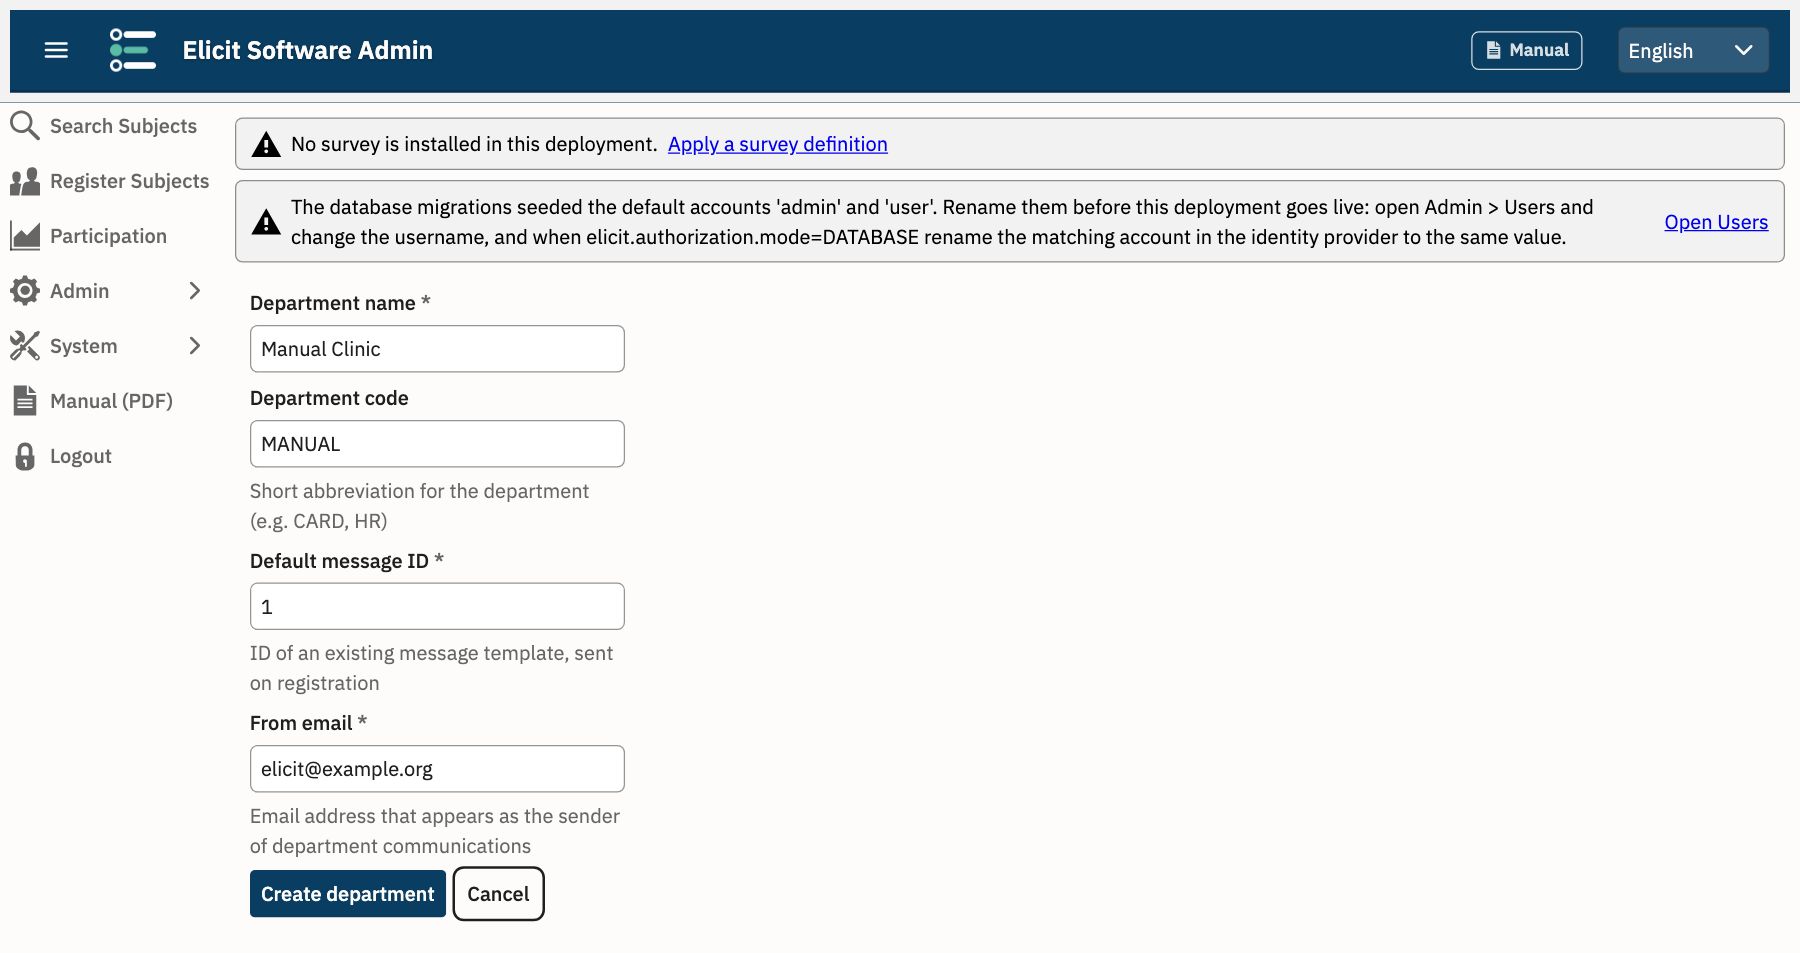 Elicit Software Admin
Manual
English
Search Subjects
Register Subjects
Participation
Admin
System
Manual (PDF)
Logout
No survey is installed in this deployment. Apply a survey definition
The database migrations seeded the default accounts 'admin' and 'user'. Rename them before this deployment goes live: open Admin > Users and
change the username, and when elicit.authorization.mode=DATABASE rename the matching account in the identity provider to the same value.
Open Users
Department name *
Manual Clinic
Department code
MANUAL
Short abbreviation for the department
(e.g. CARD, HR)
Default message ID *
1
ID of an existing message template, sent
on registration
From email *
elicit@example.org
Email address that appears as the sender
of department communications
Create department
Cancel